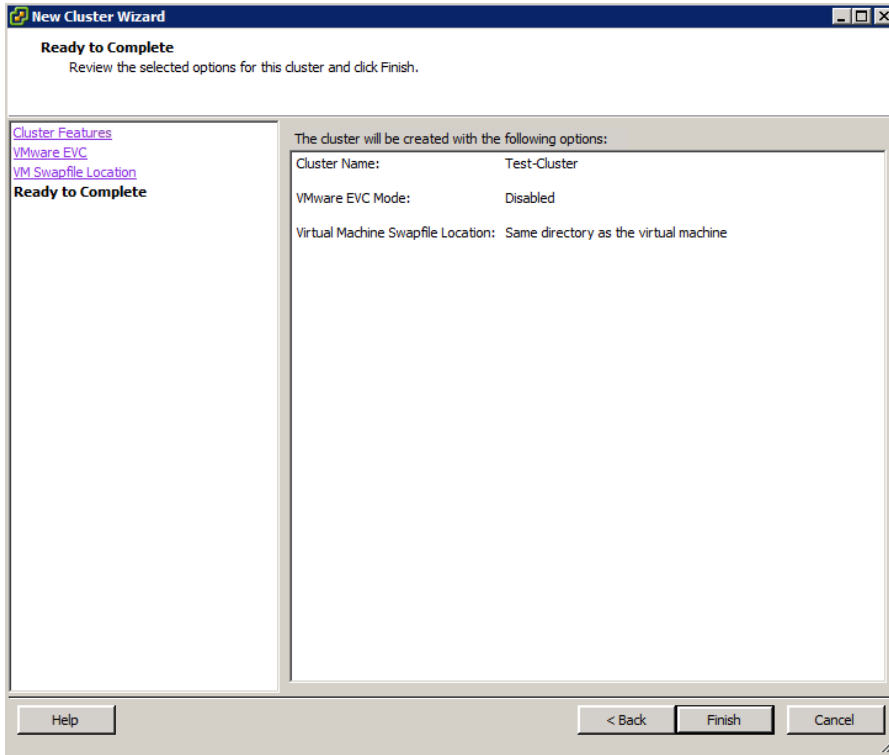 New Cluster Wizard
Ready to Complete
Review the selected options for this cluster and click Finish.
Cluster Features
VMware EVC
VM Swapfile Location
Ready to Complete
The cluster will be created with the following options:
Cluster Name: Test-Cluster
VMware EVC Mode: Disabled
Virtual Machine Swapfile Location: Same directory as the virtual machine
Help < Back Finish Cancel